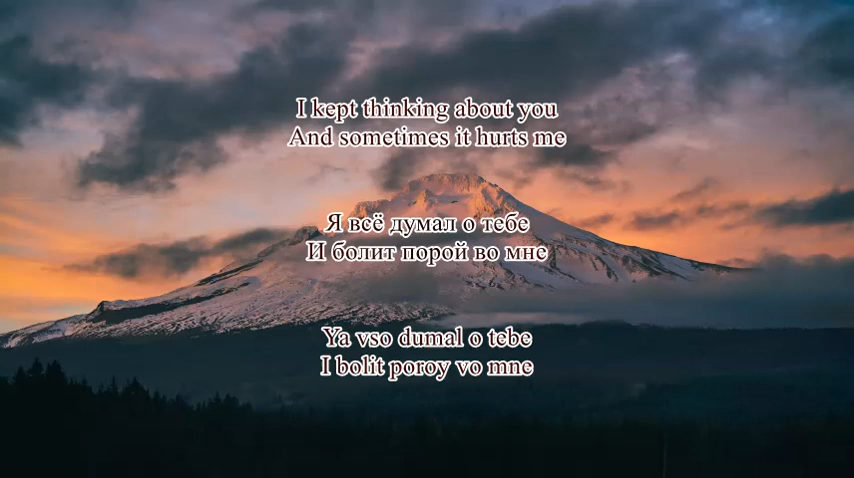 I kept thinking about you
And sometimes it hurts me
Я всё думал о тебе
И болит порой во мне
Ya vso dumal o tebe
I bolit poroy vo mne